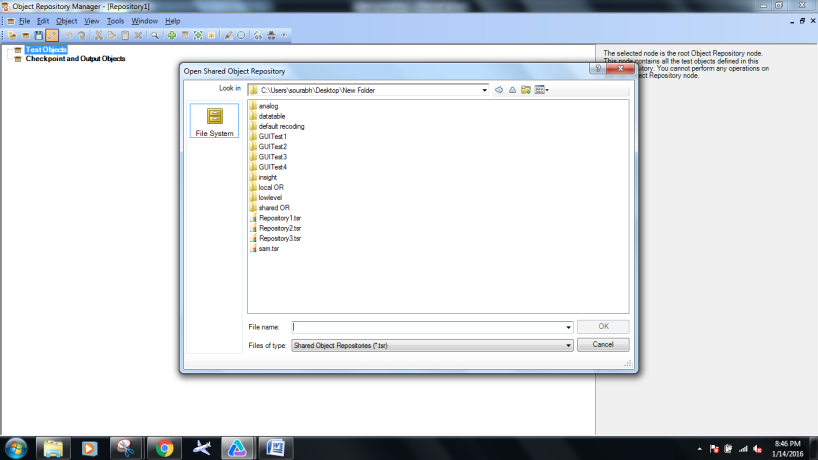 Object Repository Manager - [Repository1]
File Edit Object View Tools Window Help
Test Objects
Checkpoint and Output Objects
The selected node is the root Object Repository node.
This node contains all the test objects defined in this
itory. You cannot perform any operations on
ect Repository node.
Open Shared Object Repository
Look in
C:\Users\sourabh\Desktop\New Folder
File System
analog
datatable
default recoding
GUITest1
GUITest2
GUITest3
GUITest4
insight
local OR
lowlevel
shared OR
Repository1.tsr
Repository2.tsr
Repository3.tsr
sam.tsr
File name:
OK
Files of type:
Shared Object Repositories (*.tsr)
Cancel
8:46 PM
1/14/2016